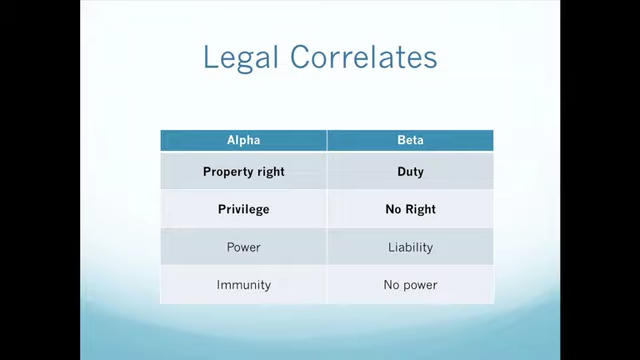 Legal Correlates
Alpha Beta
Property right Duty
Privilege No Right
Power Liability
Immunity No power